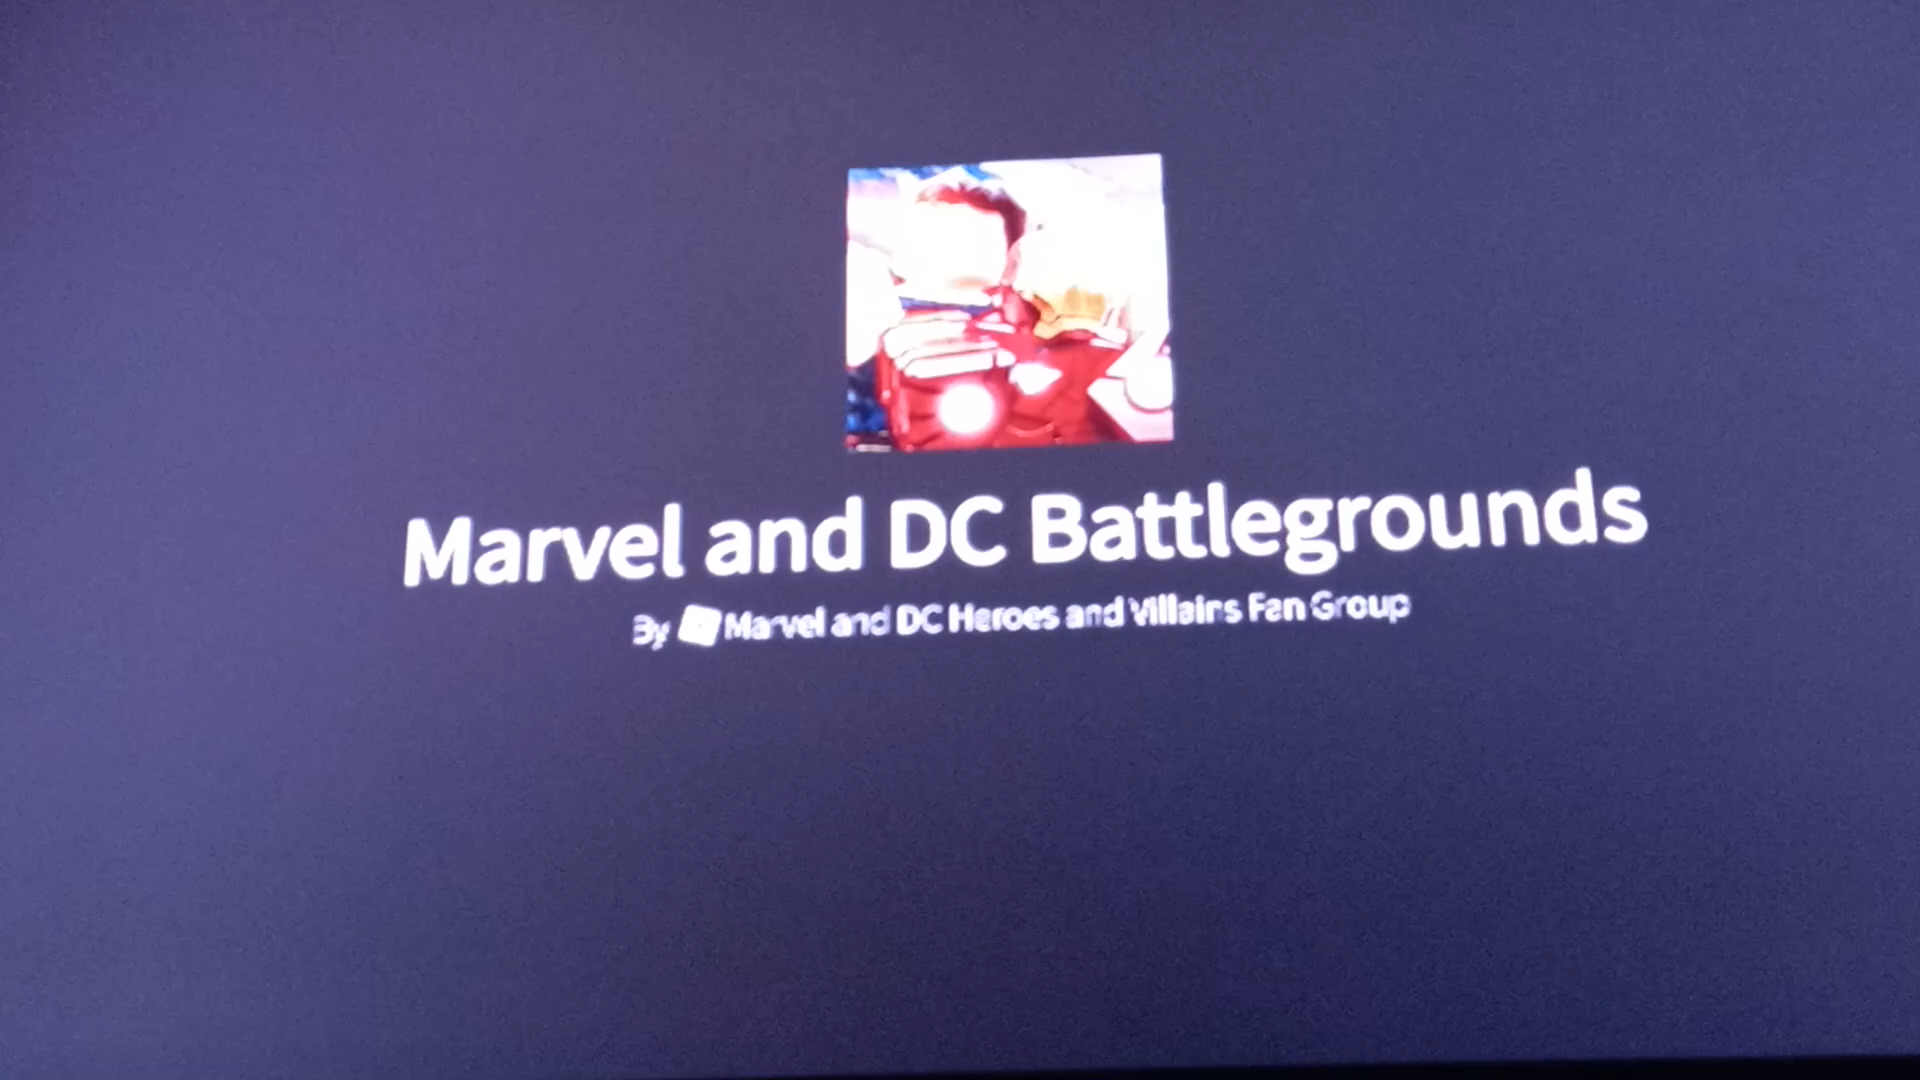 Marvel and DC Battlegrounds
By Marvel and DC Heroes and Villains Fan Group